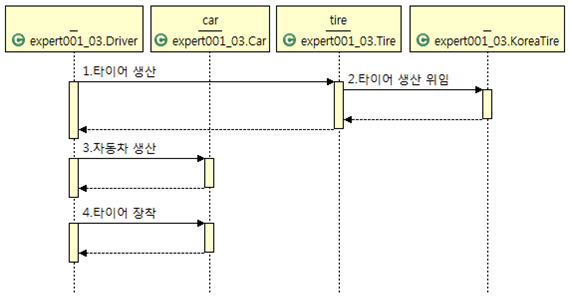 car
tire
expert001_03.Driver
expert001_03.Car
expert001_03.Tire
expert001_03.KoreaTire
1.타이어 생산
2.타이어 생산 위임
3.자동차 생산
4.타이어 장착